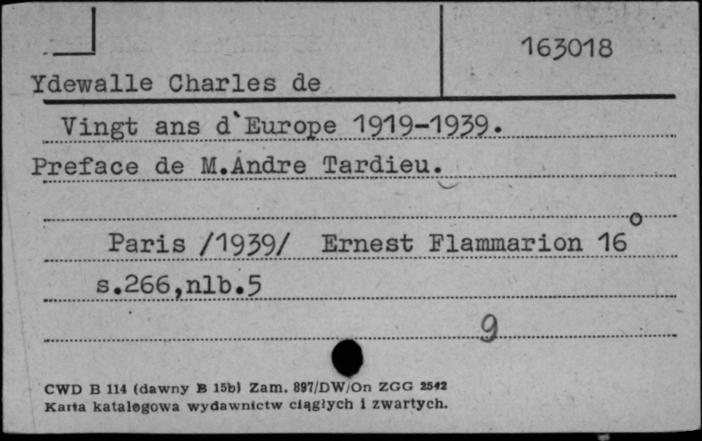 163018
Ydewalle Charles de
Vingt ans d'Europe 1919-1939.
Preface de M.Andre Tardieu.
Paris /1939/ Ernest Flammarion 16°
s.266,nlb.5
9
CWD B 114 (dawny B 15b) Zam. 897/DW/On ZGG 2542
Karta katalogowa wydawnictw ciągłych i zwartych.